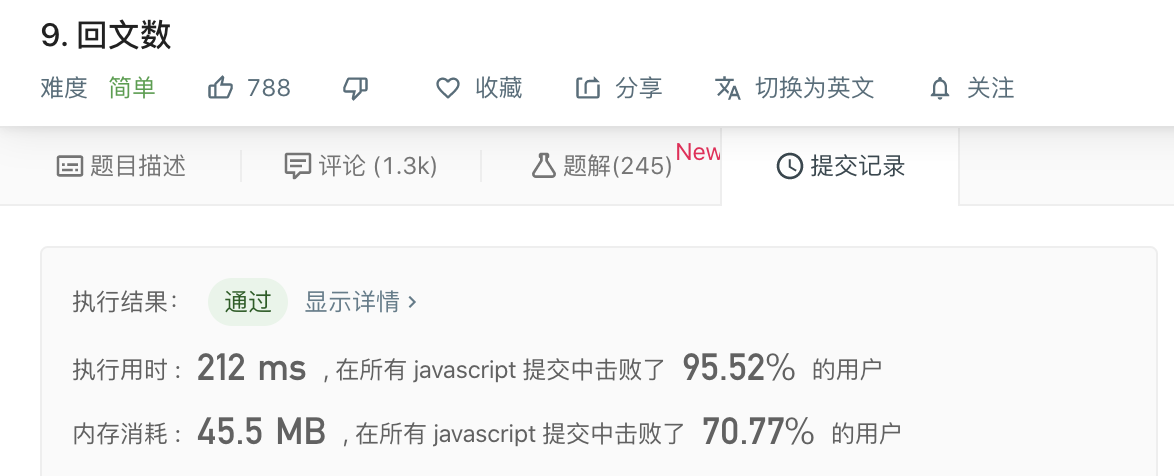 9. 回文数
难度 简单 788 收藏 分享 切换为英文 关注
题目描述 评论 (1.3k) 题解(245) New 提交记录
执行结果： 通过 显示详情 ›
执行用时 : 212 ms , 在所有 javascript 提交中击败了 95.52% 的用户
内存消耗 : 45.5 MB , 在所有 javascript 提交中击败了 70.77% 的用户